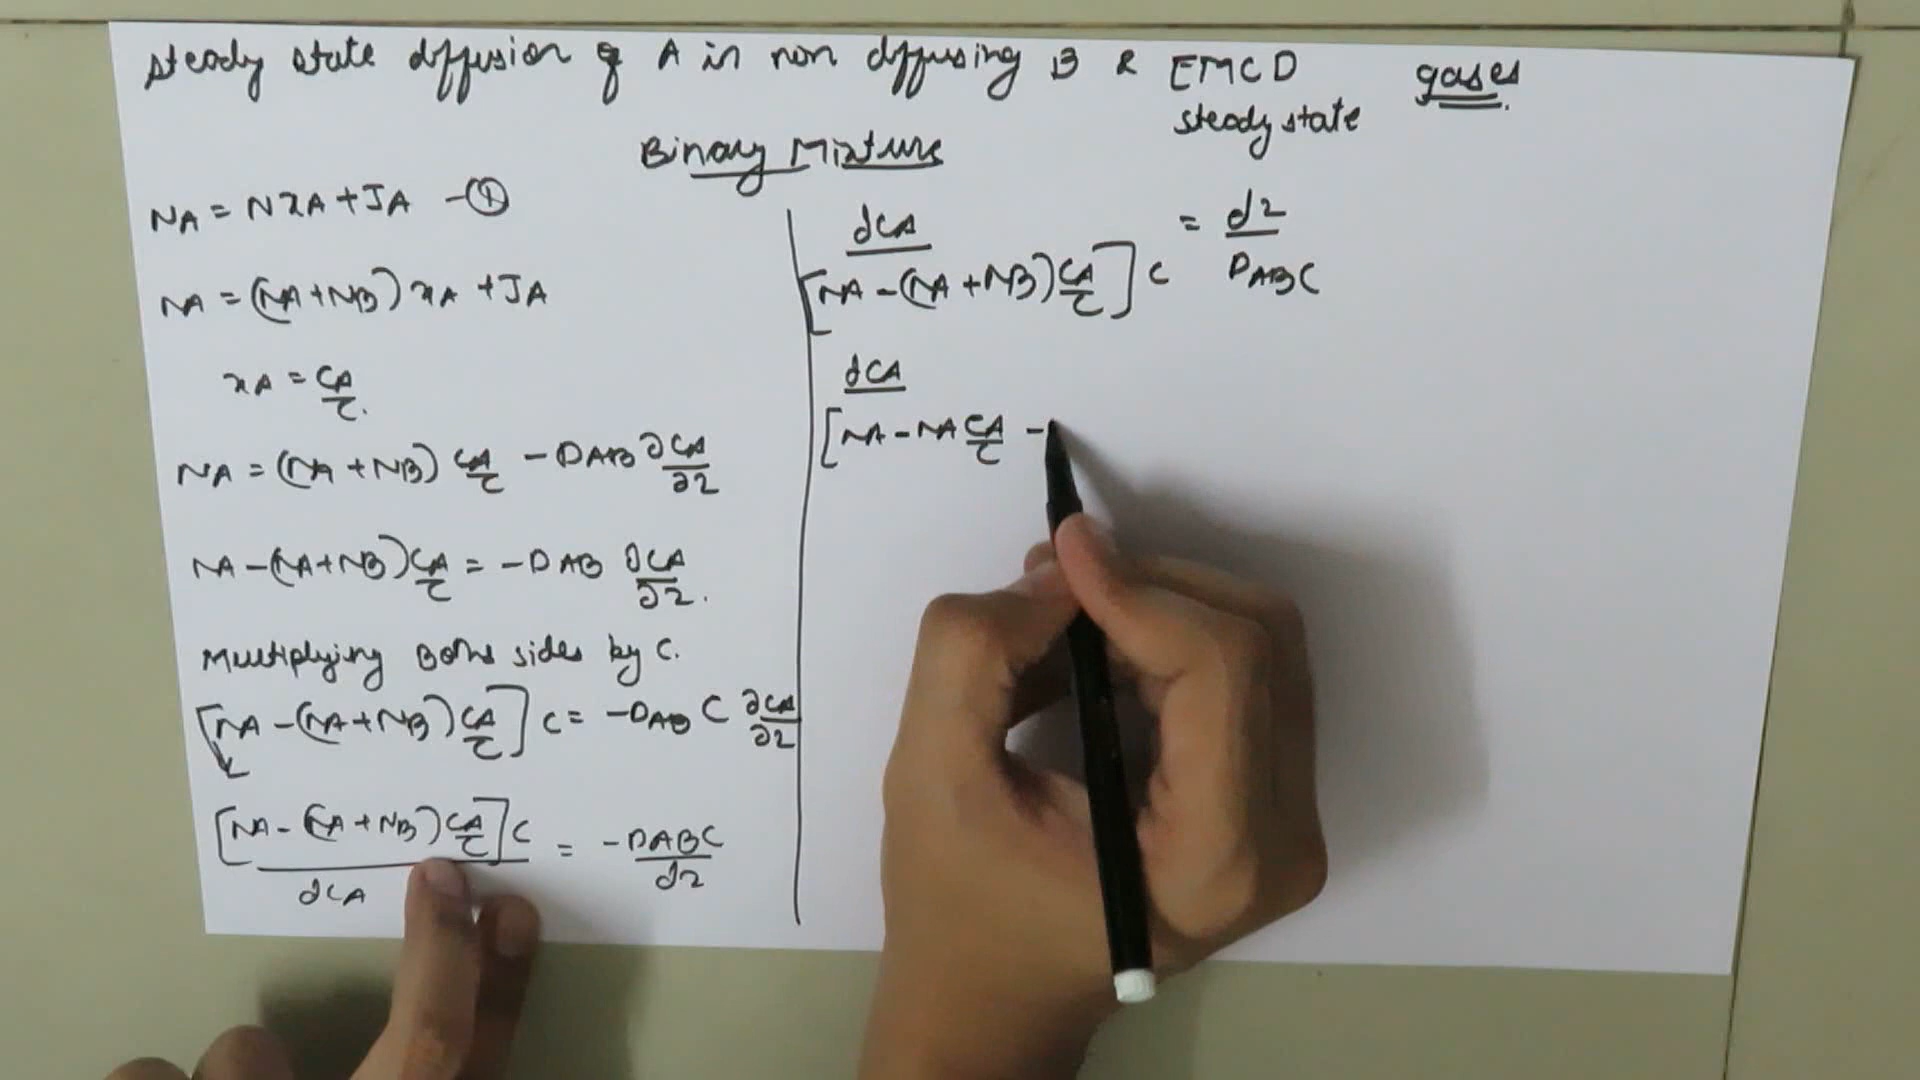 steady state diffusion of A in non diffusing B & EMCD gases
steady state
Binary Mixture
NA = NxA + JA - ①
NA = (NA + NB) xA + JA
xA = CA/C.
NA = (NA + NB) CA/C - DAB ∂CA/∂z
NA - (NA + NB) CA/C = - DAB ∂CA/∂z.
Multiplying Both sides by C.
[NA - (NA + NB) CA/C] C = - DAB C ∂CA/∂z
[NA - (NA + NB) CA/C] C / dCA = - DABC / dz
dCA / [NA - (NA + NB) CA/C] C = dz / DABC
dCA / [NA - NA CA/C -